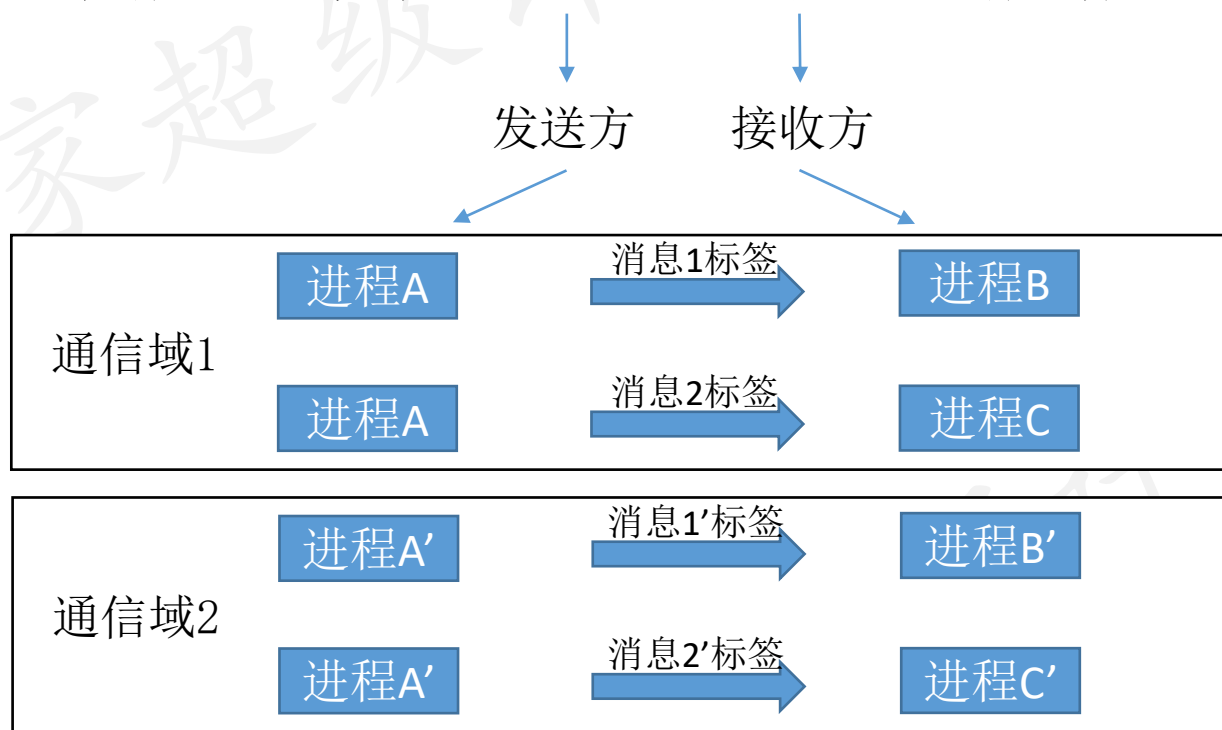 家超级
发送方 接收方
消息1标签
进程A 进程B
通信域1
消息2标签
进程A 进程C
消息1’标签
进程A’ 进程B’
通信域2
消息2’标签
进程A’ 进程C’